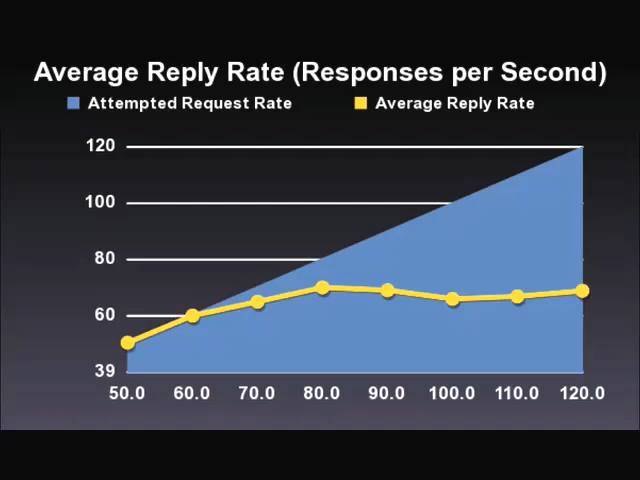 Average Reply Rate (Responses per Second)
Attempted Request Rate Average Reply Rate
120
100
80
60
39
50.0 60.0 70.0 80.0 90.0 100.0 110.0 120.0